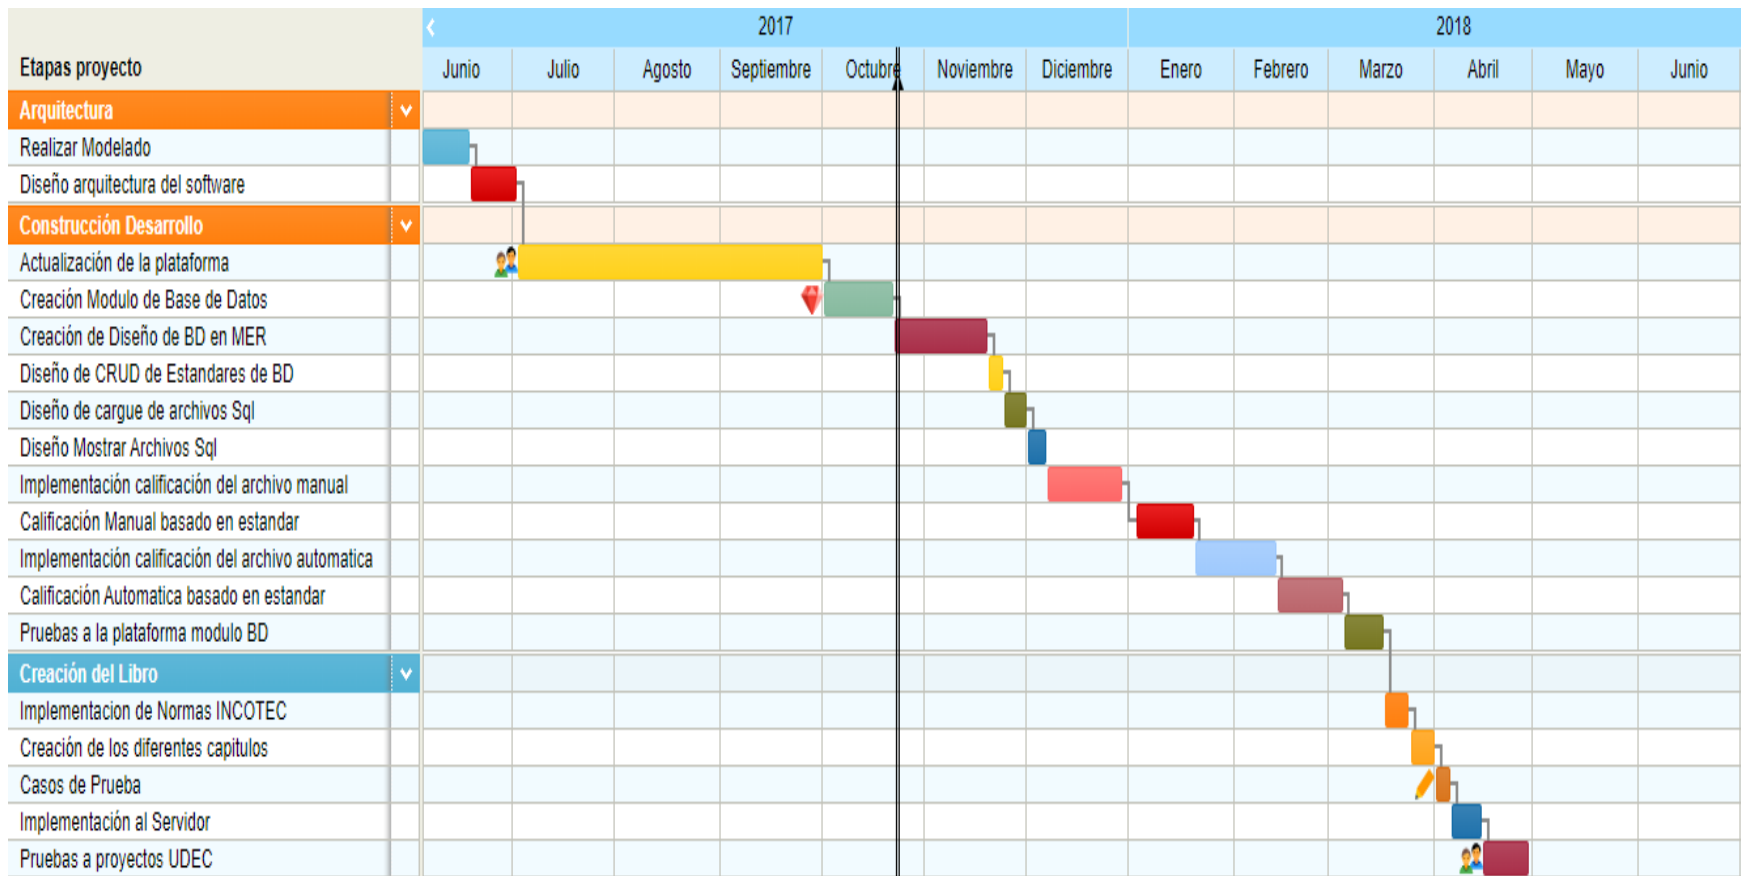 2017 2018
Etapas proyecto Junio Julio Agosto Septiembre Octubre Noviembre Diciembre Enero Febrero Marzo Abril Mayo Junio
Arquitectura
Realizar Modelado
Diseño arquitectura del software
Construcción Desarrollo
Actualización de la plataforma
Creación Modulo de Base de Datos
Creación de Diseño de BD en MER
Diseño de CRUD de Estandares de BD
Diseño de cargue de archivos Sql
Diseño Mostrar Archivos Sql
Implementación calificación del archivo manual
Calificación Manual basado en estandar
Implementación calificación del archivo automatica
Calificación Automatica basado en estandar
Pruebas a la plataforma modulo BD
Creación del Libro
Implementacion de Normas INCOTEC
Creación de los diferentes capitulos
Casos de Prueba
Implementación al Servidor
Pruebas a proyectos UDEC